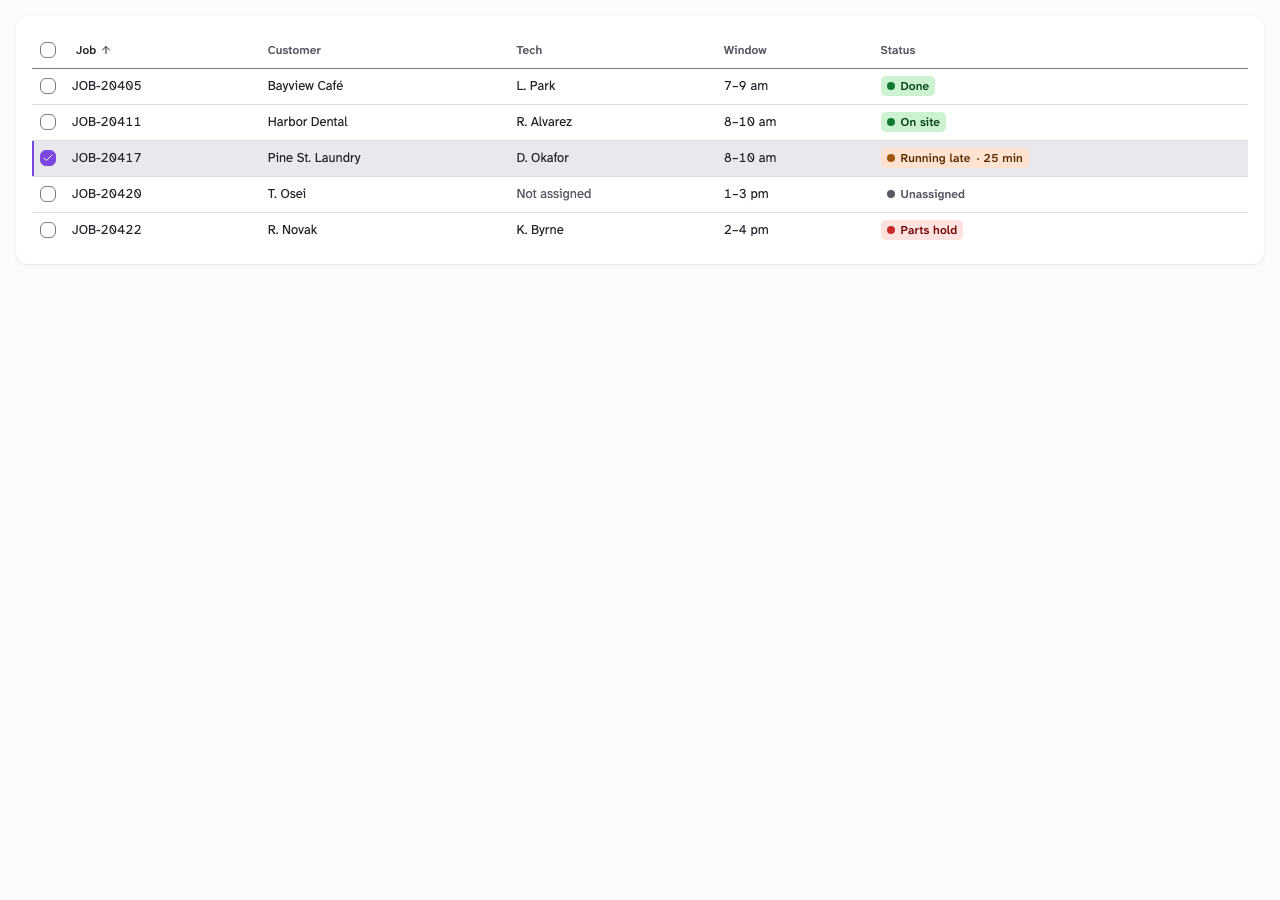 Job ↑ Customer Tech Window Status
JOB-20405 Bayview Café L. Park 7–9 am Done
JOB-20411 Harbor Dental R. Alvarez 8–10 am On site
JOB-20417 Pine St. Laundry D. Okafor 8–10 am Running late · 25 min
JOB-20420 T. Osei Not assigned 1–3 pm Unassigned
JOB-20422 R. Novak K. Byrne 2–4 pm Parts hold